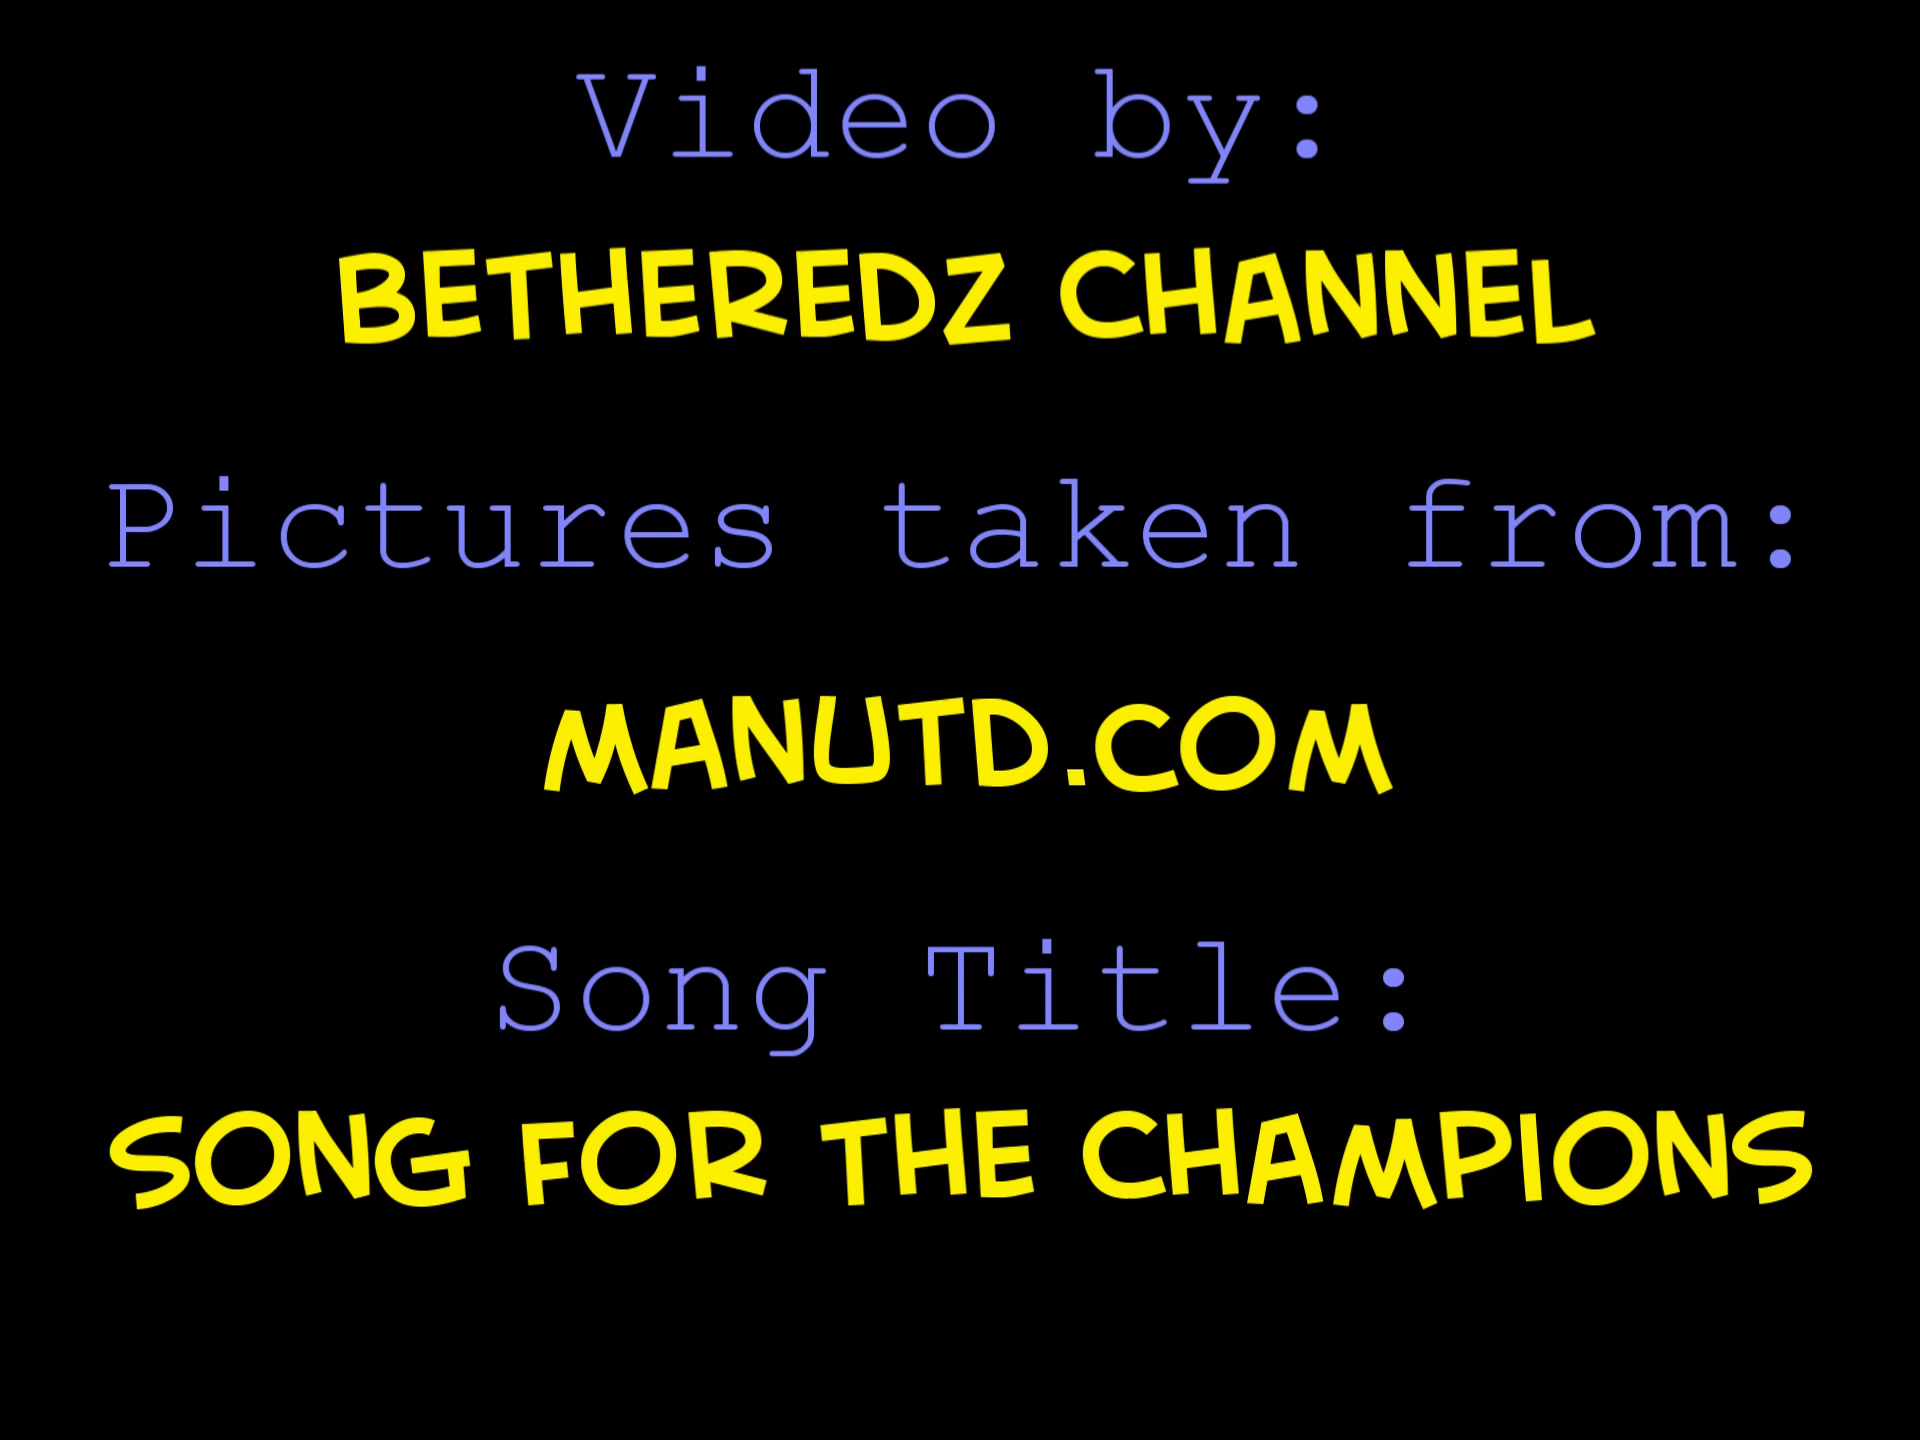 Video by:
BETHEREDZ CHANNEL
Pictures taken from:
MANUTD.COM
Song Title:
SONG FOR THE CHAMPIONS